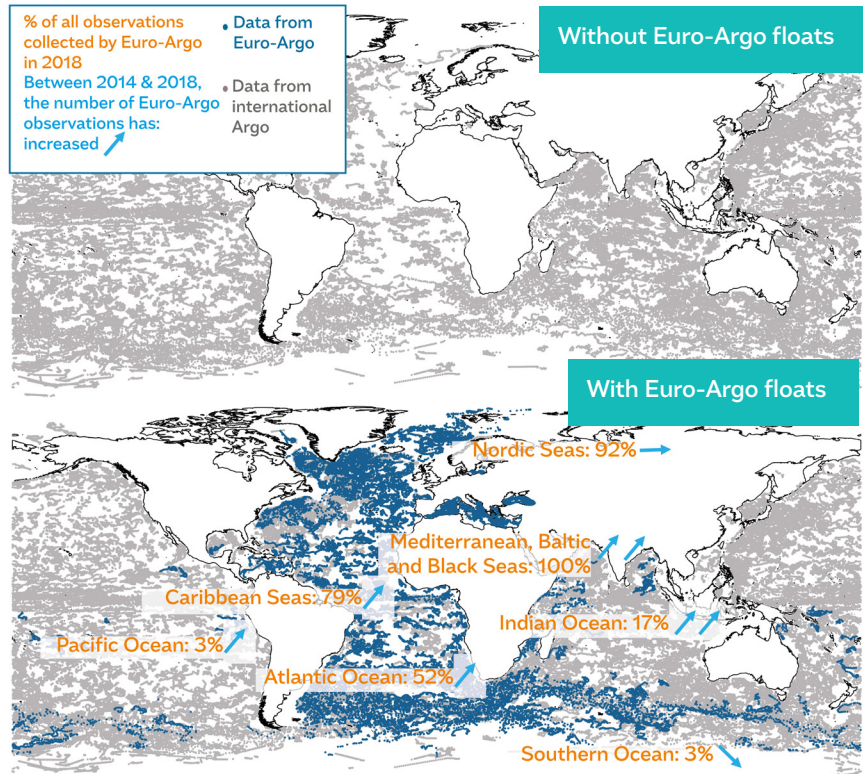 % of all observations
collected by Euro-Argo
in 2018
Between 2014 & 2018,
the number of Euro-Argo
observations has:
increased
Data from
Euro-Argo
Data from
international
Argo
Without Euro-Argo floats
With Euro-Argo floats
Nordic Seas: 92%
Mediterranean, Baltic
and Black Seas: 100%
Caribbean Seas: 79%
Indian Ocean: 17%
Pacific Ocean: 3%
Atlantic Ocean: 52%
Southern Ocean: 3%